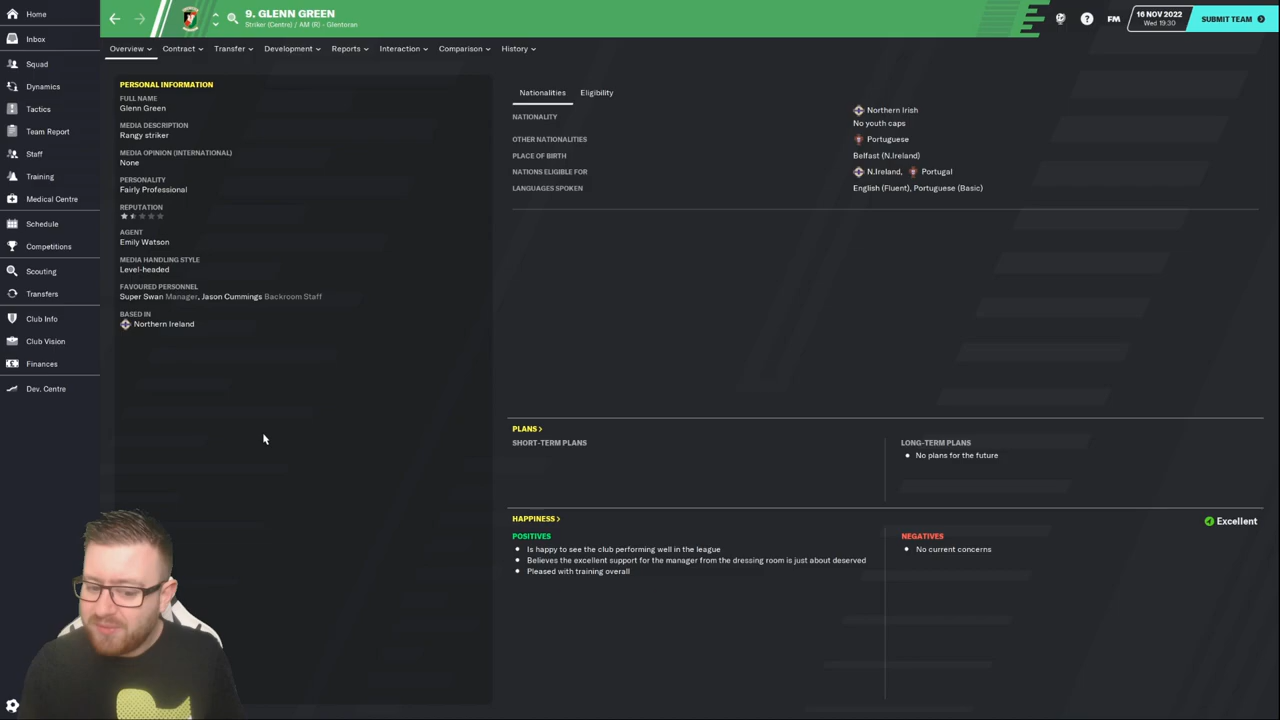 9. GLENN GREEN
Striker (Centre) / AM (R) - Glentoran
FM
16 NOV 2022
Wed 19:30
SUBMIT TEAM
Home
Inbox
Squad
Dynamics
Tactics
Team Report
Staff
Training
Medical Centre
Schedule
Competitions
Scouting
Transfers
Club Info
Club Vision
Finances
Dev. Centre
Overview
Contract
Transfer
Development
Reports
Interaction
Comparison
History
PERSONAL INFORMATION
FULL NAME
Glenn Green
MEDIA DESCRIPTION
Rangy striker
MEDIA OPINION (INTERNATIONAL)
None
PERSONALITY
Fairly Professional
REPUTATION
AGENT
Emily Watson
MEDIA HANDLING STYLE
Level-headed
FAVOURED PERSONNEL
Super Swan Manager, Jason Cummings Backroom Staff
BASED IN
Northern Ireland
Nationalities
Eligibility
NATIONALITY
Northern Irish
No youth caps
OTHER NATIONALITIES
Portuguese
PLACE OF BIRTH
Belfast (N.Ireland)
NATIONS ELIGIBLE FOR
N.Ireland, Portugal
LANGUAGES SPOKEN
English (Fluent), Portuguese (Basic)
PLANS >
SHORT-TERM PLANS
LONG-TERM PLANS
• No plans for the future
HAPPINESS >
Excellent
POSITIVES
• Is happy to see the club performing well in the league
• Believes the excellent support for the manager from the dressing room is just about deserved
• Pleased with training overall
NEGATIVES
• No current concerns